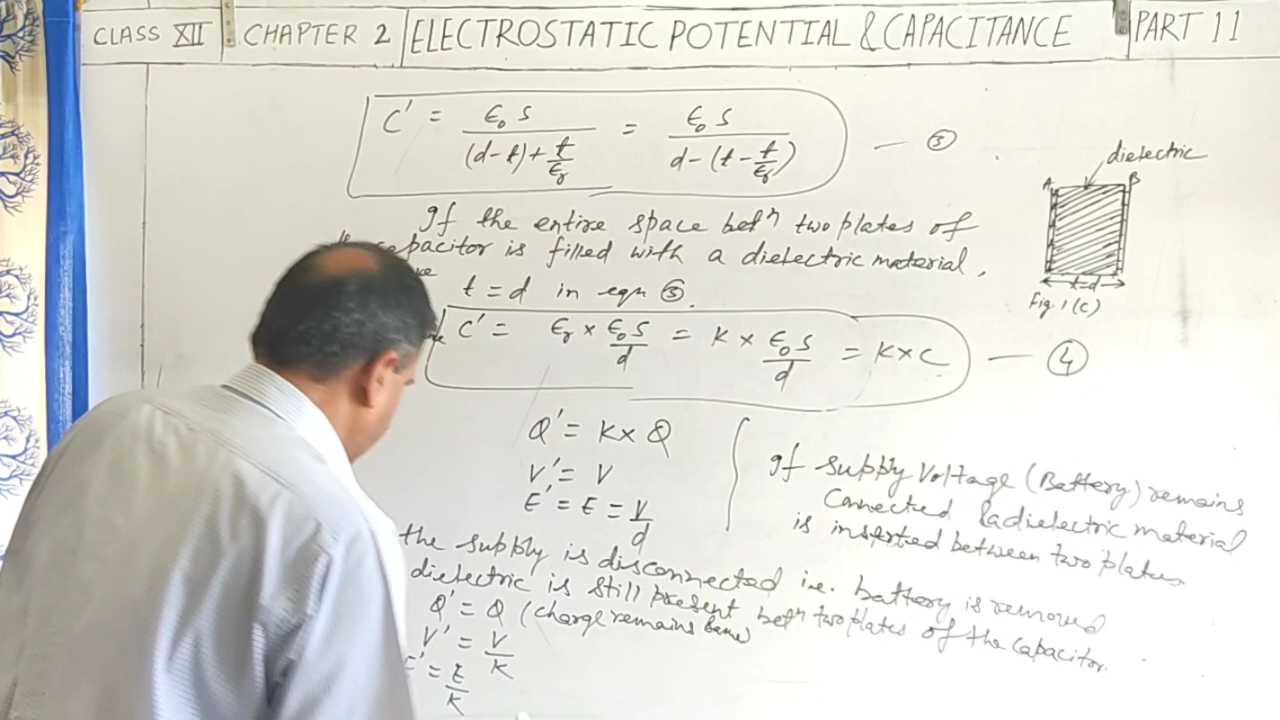 CLASS XII CHAPTER 2 ELECTROSTATIC POTENTIAL & CAPACITANCE PART 11
C' = ε₀ s / ((d-t) + t/εᵣ) = ε₀ s / (d-(t-t/εᵣ)) — ③
dielectric
A B
t=d
Fig. 1(c)
If the entire space betⁿ two plates of
capacitor is filled with a dielectric material,
t = d in eqn ③.
C' = εᵣ × ε₀s/d = K × ε₀s/d = K×C — ④
Q' = K× Q
V' = V
E' = E = V/d
If supply voltage (Battery) remains
Connected & a dielectric material
is inserted between two plates
the supply is disconnected i.e. battery is removed
dielectric is still present betⁿ two plates of the capacitor.
Q' = Q (charge remains same)
V' = V/K
' = E/K